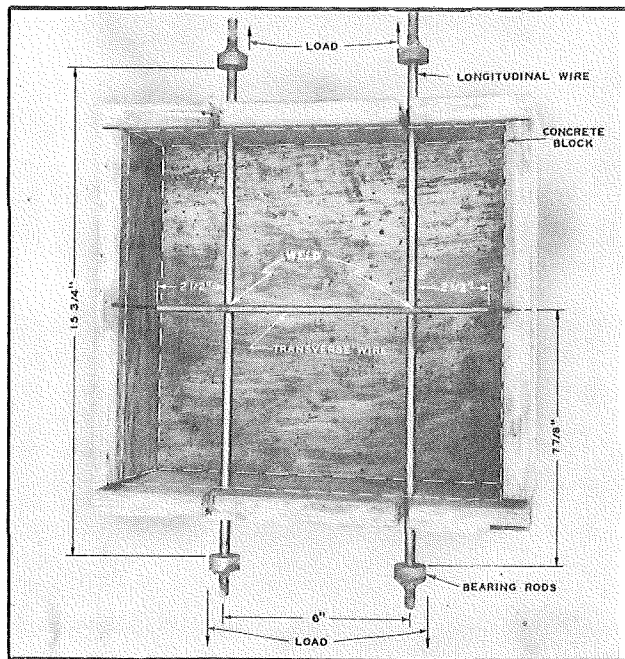 LOAD
LONGITUDINAL WIRE
CONCRETE
BLOCK
WELD
2 1/2"
2 1/2"
15 3/4"
TRANSVERSE WIRE
7 7/8"
BEARING RODS
6"
LOAD